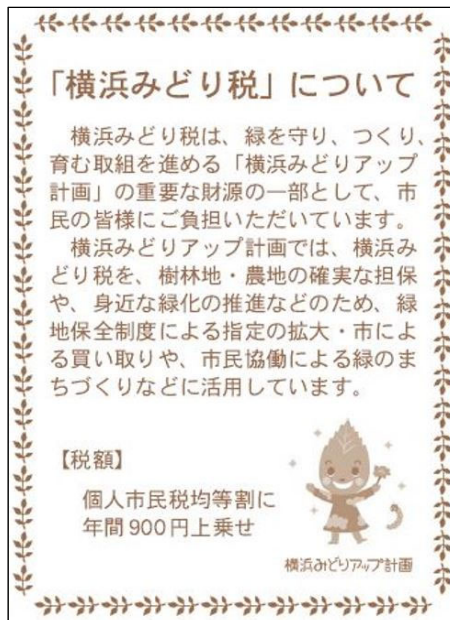 「横浜みどり税」について
横浜みどり税は、緑を守り、つくり、
育む取組を進める「横浜みどりアップ
計画」の重要な財源の一部として、市
民の皆様にご負担いただいています。
横浜みどりアップ計画では、横浜み
どり税を、樹林地・農地の確実な担保
や、身近な緑化の推進などのため、緑
地保全制度による指定の拡大・市によ
る買い取りや、市民協働による緑のま
ちづくりなどに活用しています。
【税額】
個人市民税均等割に
年間900円上乗せ
横浜みどりアップ計画